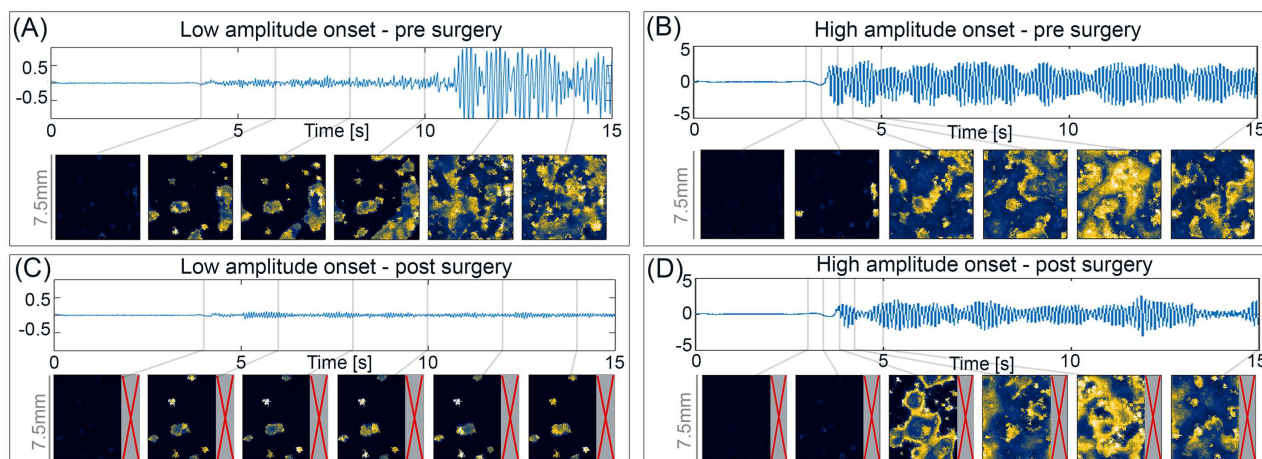 (A)
Low amplitude onset - pre surgery
0.5
-0.5
0
5
10
15
Time [s]
7.5mm
(B)
High amplitude onset - pre surgery
5
0
-5
0
5
10
15
Time [s]
7.5mm
(C)
Low amplitude onset - post surgery
0.5
-0.5
0
5
10
15
Time [s]
7.5mm
(D)
High amplitude onset - post surgery
5
0
-5
0
5
10
15
Time [s]
7.5mm